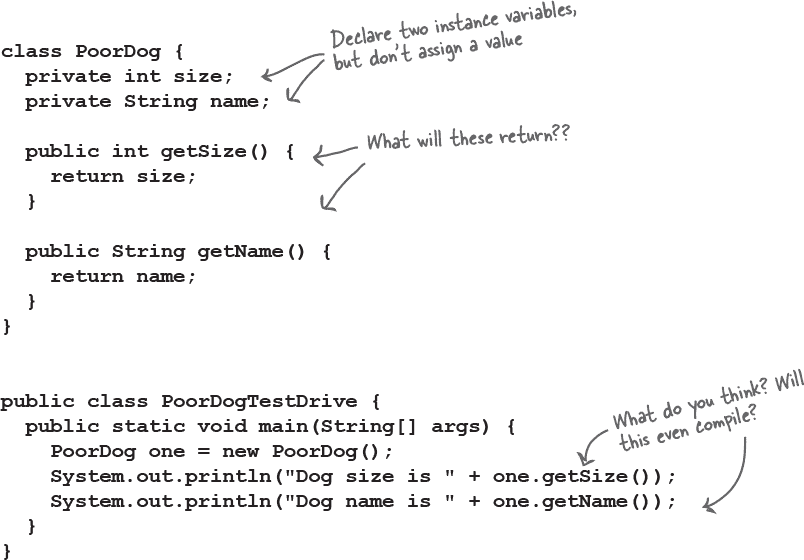 Declare two instance variables,
but don't assign a value
class PoorDog {
private int size;
private String name;
What will these return??
public int getSize() {
return size;
}
public String getName() {
return name;
}
}
public class PoorDogTestDrive {
public static void main(String[] args) {
What do you think? Will
this even compile?
PoorDog one = new PoorDog();
System.out.println("Dog size is " + one.getSize());
System.out.println("Dog name is " + one.getName());
}
}